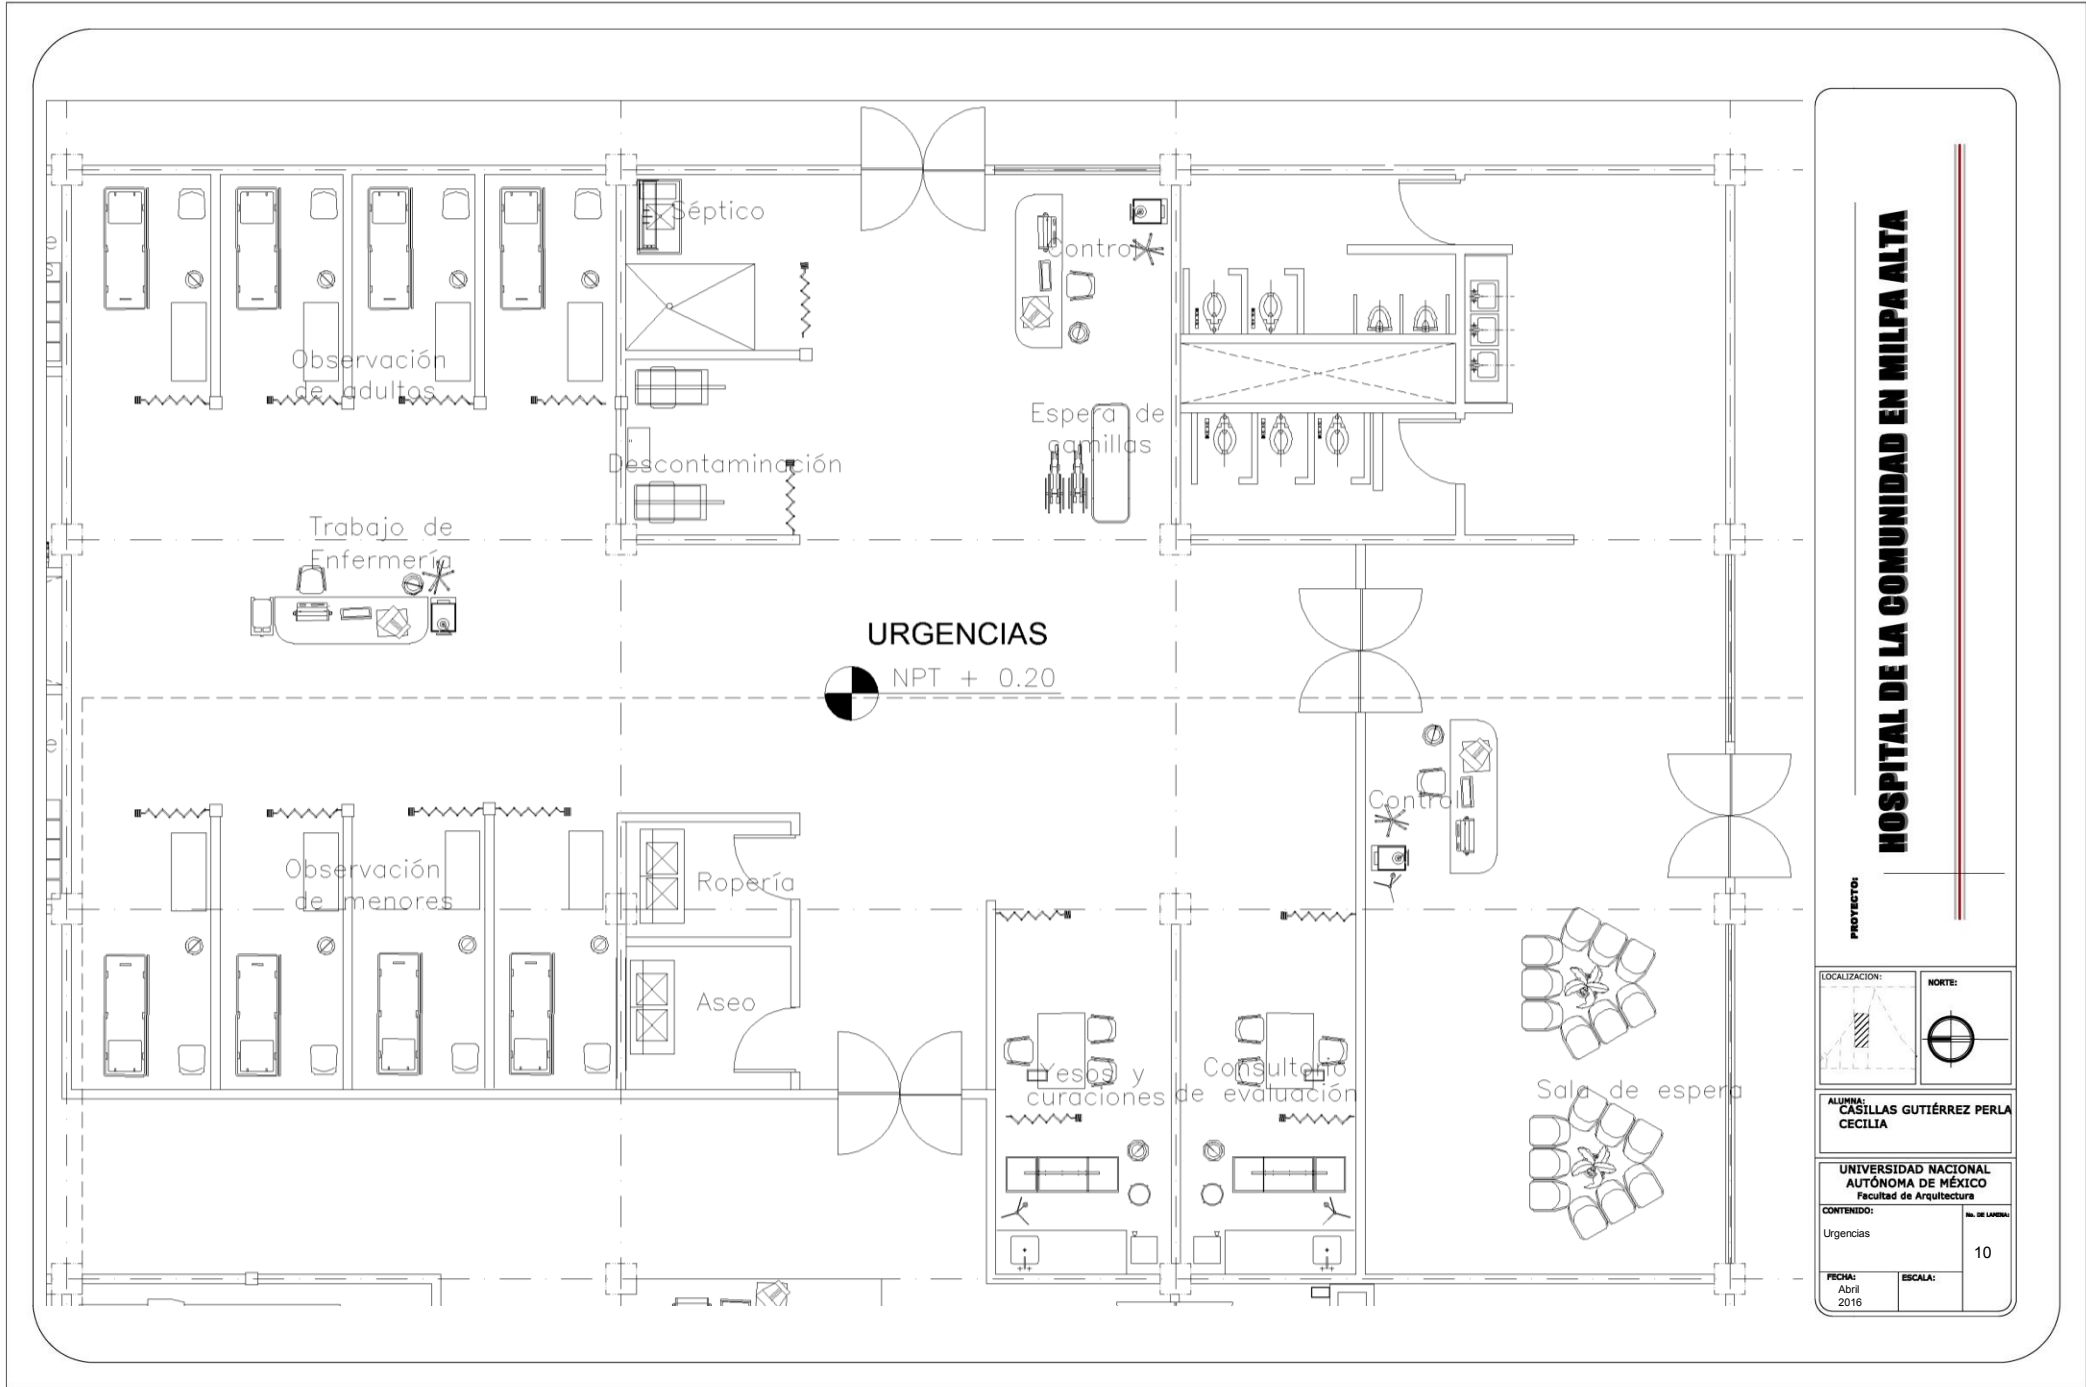 Séptico
Control
Observación
de adultos
Espera de
camillas
Descontaminación
Trabajo de
Enfermería
URGENCIAS
NPT + 0.20
Control
Observación
de menores
Ropería
Aseo
Yesos y
curaciones
Consultorio
de evaluación
Sala de espera
HOSPITAL DE LA COMUNIDAD EN MILPA ALTA
PROYECTO:
LOCALIZACION:
NORTE:
ALUMNA:
CASILLAS GUTIÉRREZ PERLA
CECILIA
UNIVERSIDAD NACIONAL
AUTÓNOMA DE MÉXICO
Facultad de Arquitectura
CONTENIDO:
Urgencias
No. DE LAMINA:
10
FECHA:
Abril
2016
ESCALA: